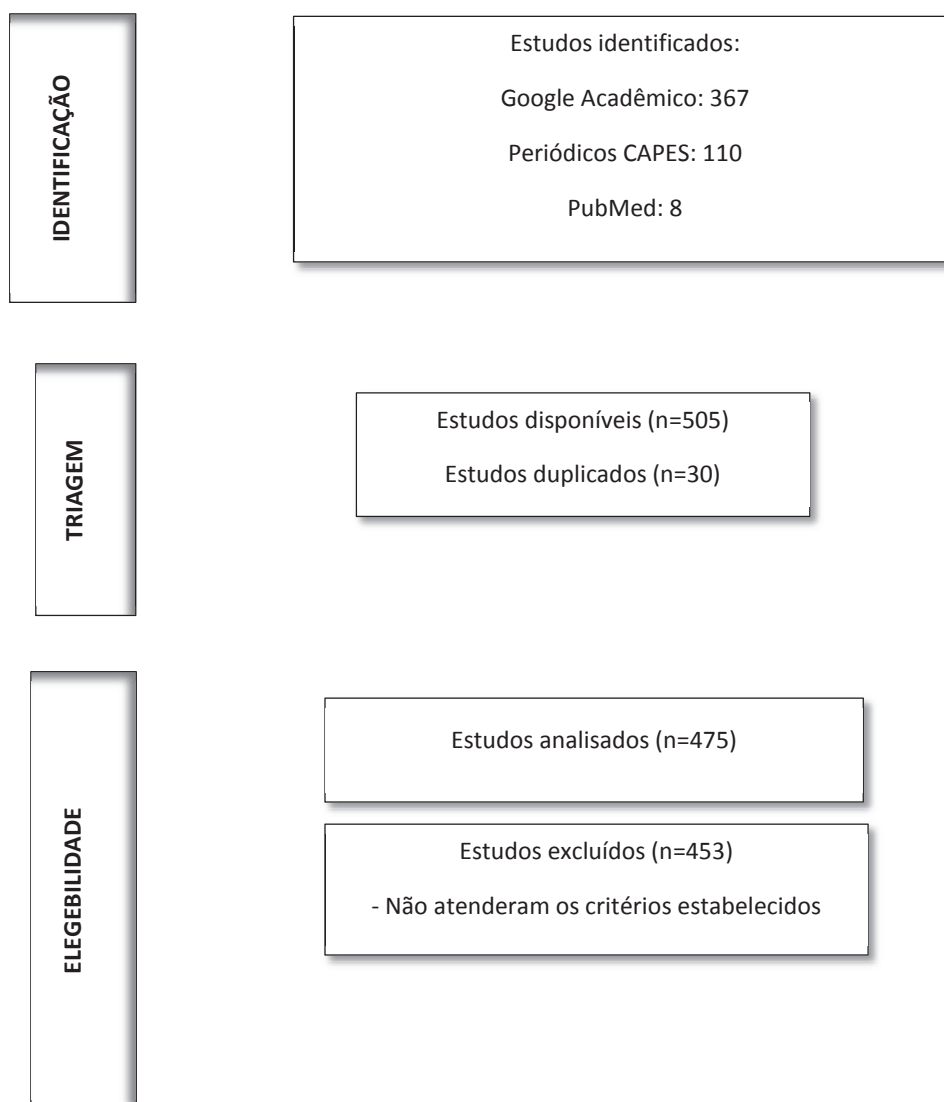 IDENTIFICAÇÃO
Estudos identificados:
Google Acadêmico: 367
Periódicos CAPES: 110
PubMed: 8
TRIAGEM
Estudos disponíveis (n=505)
Estudos duplicados (n=30)
ELEGEBILIDADE
Estudos analisados (n=475)
Estudos excluídos (n=453)
- Não atenderam os critérios estabelecidos